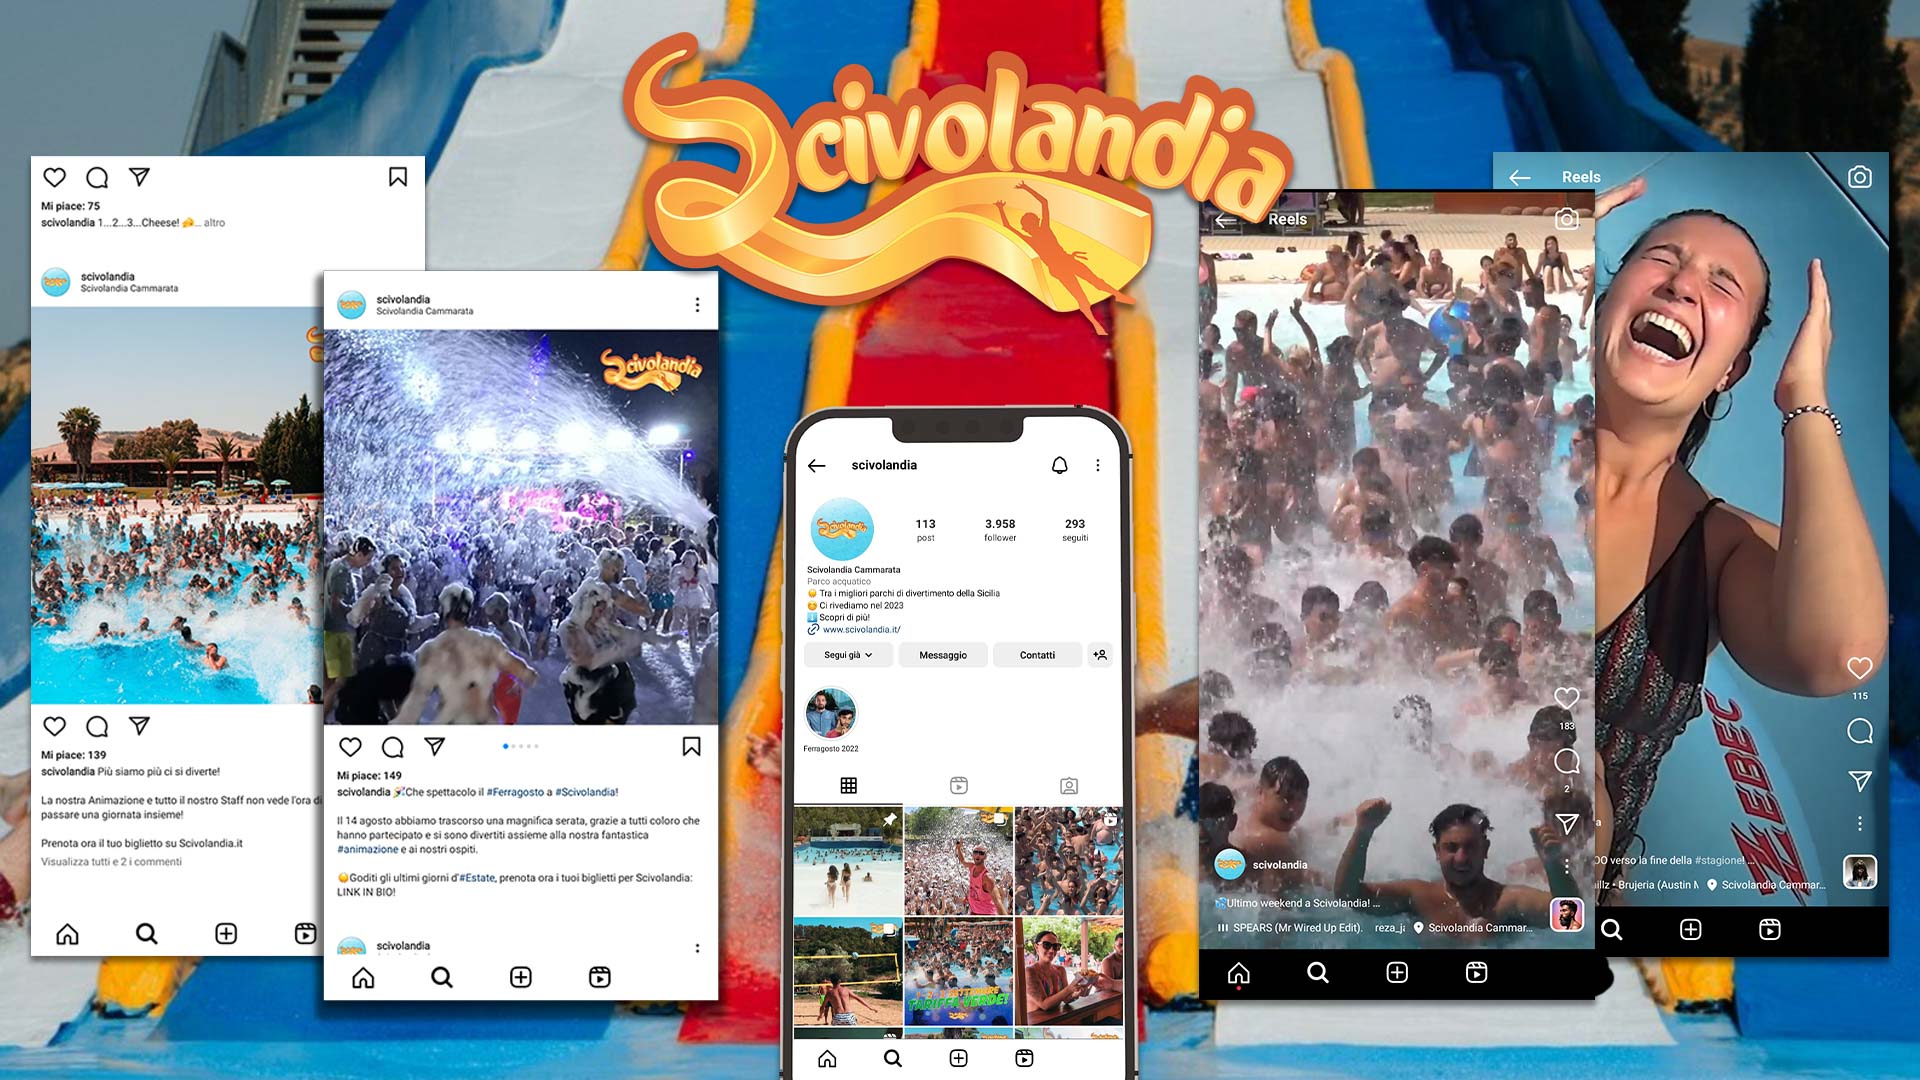 Scivolandia
Mi piace: 75
scivolandia 1...2...3...Cheese! 🧀... altro
scivolandia
Scivolandia Cammarata
Mi piace: 139
scivolandia Più siamo più ci si diverte!
La nostra Animazione e tutto il nostro Staff non vede l'ora di
passare una giornata insieme!
Prenota ora il tuo biglietto su Scivolandia.it
Visualizza tutti e 2 i commenti
scivolandia
Scivolandia Cammarata
Scivolandia
Mi piace: 149
scivolandia 🎉Che spettacolo il #Ferragosto a #Scivolandia!
Il 14 agosto abbiamo trascorso una magnifica serata, grazie a tutti coloro che
hanno partecipato e si sono divertiti assieme alla nostra fantastica
#animazione e ai nostri ospiti.
Goditi gli ultimi giorni d'#Estate, prenota ora i tuoi biglietti per Scivolandia:
LINK IN BIO!
scivolandia
scivolandia
Scivolandia
113
3.958
293
post
follower
seguiti
Scivolandia Cammarata
Parco acquatico
Tra i migliori parchi di divertimento della Sicilia
Ci rivediamo nel 2023
Scopri di più!
www.scivolandia.it/
Segui già
Messaggio
Contatti
Ferragosto 2022
SETTEMBRE
TARIFFA VERDE!
Reels
183
2
scivolandia
Ultimo weekend a Scivolandia! ...
SPEARS (Mr Wired Up Edit). reza_ja
Scivolandia Cammar...
Reels
ZEBEC
115
a
OO verso la fine della #stagione! ...
illz • Brujeria (Austin M
Scivolandia Cammar...